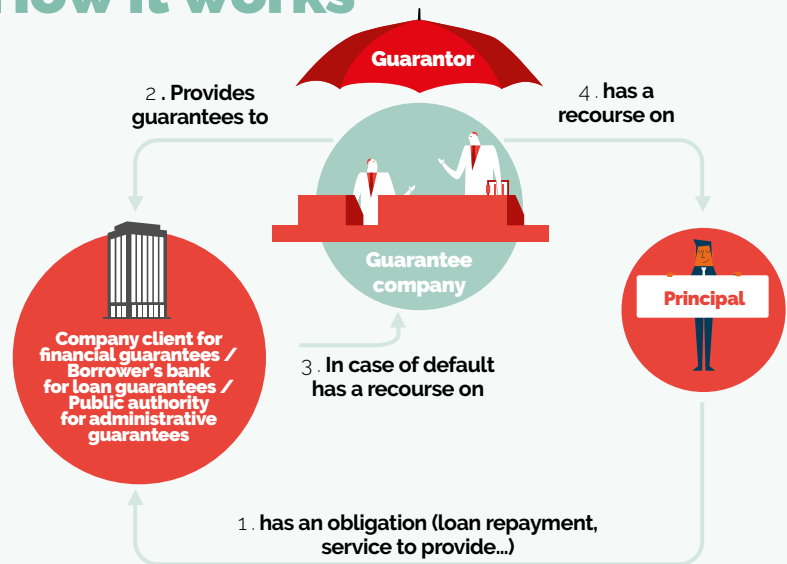 how it works
Guarantor
2. Provides
guarantees to
4. has a
recourse on
Guarantee
company
Principal
Company client for
financial guarantees /
Borrower's bank
for loan guarantees /
Public authority
for administrative
guarantees
3. In case of default
has a recourse on
1. has an obligation (loan repayment,
service to provide...)